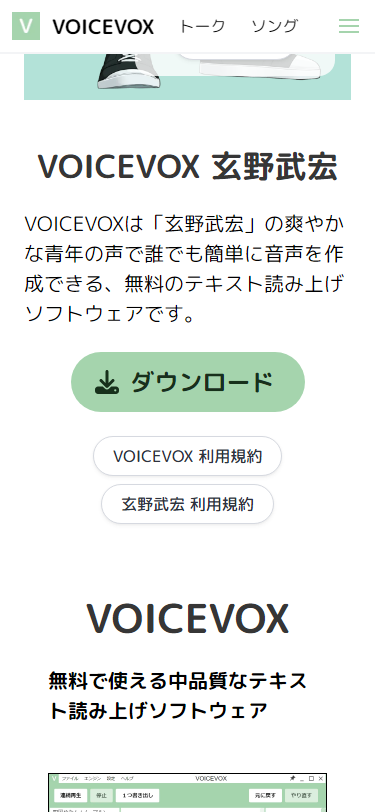 V VOICEVOX トーク ソング
VOICEVOX 玄野武宏
VOICEVOXは「玄野武宏」の爽やか
な青年の声で誰でも簡単に音声を作
成できる、無料のテキスト読み上げ
ソフトウェアです。
ダウンロード
VOICEVOX 利用規約
玄野武宏 利用規約
VOICEVOX
無料で使える中品質なテキス
ト読み上げソフトウェア
ファイル エンジン 設定 ヘルプ VOICEVOX
連続再生 停止 1つ書き出し 元に戻す やり直す